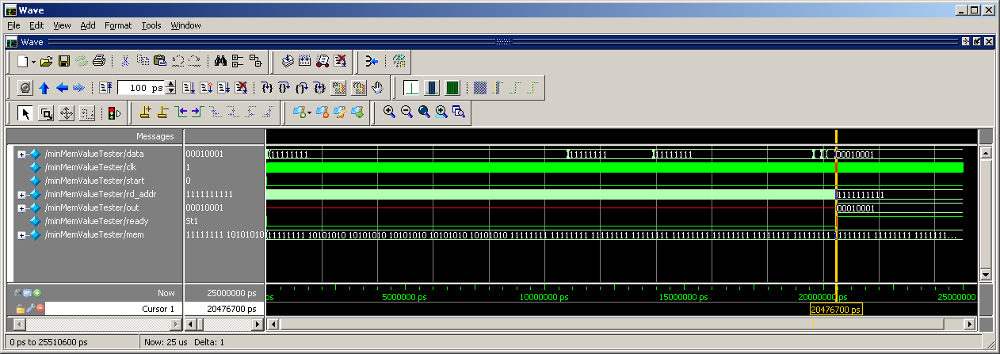 Wave
File Edit View Add Format Tools Window
Wave
100 ps
Messages
/minMemValueTester/data 00010001 11111111 11111111 11111111 00010001
/minMemValueTester/clk 1
/minMemValueTester/start 0
/minMemValueTester/rd_addr 1111111111 1111111111
/minMemValueTester/out 00010001 00010001
/minMemValueTester/ready St1
/minMemValueTester/mem 11111111 10101010 11111111 10101010 10101010 10101010 10101010 10101010 11111111 11111111 11111111 11111111 11111111 11111111 11111111 11111111 11111111 11111111 1111111...
Now 25000000 ps ps 5000000 ps 10000000 ps 15000000 ps 20000000 ps 25000000
Cursor 1 20476700 ps 20476700 ps
0 ps to 25510600 ps Now: 25 us Delta: 1